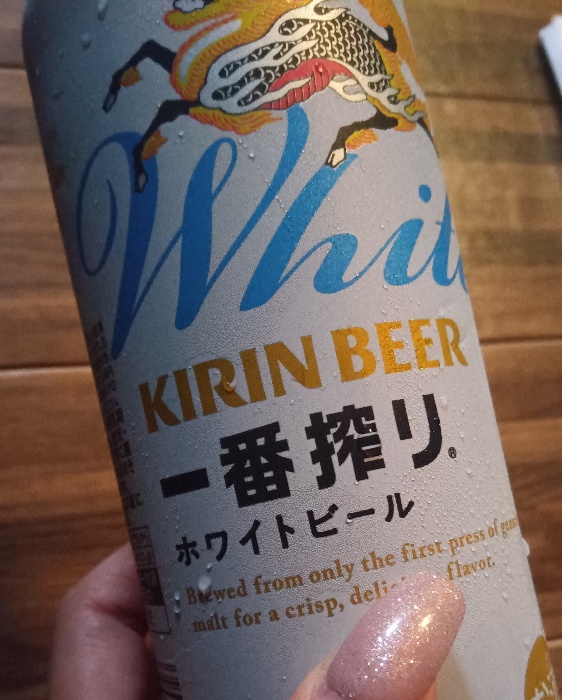 White
KIRIN BEER
一番搾り®
ホワイトビール
Brewed from only the first press of
malt for a crisp, flavor.